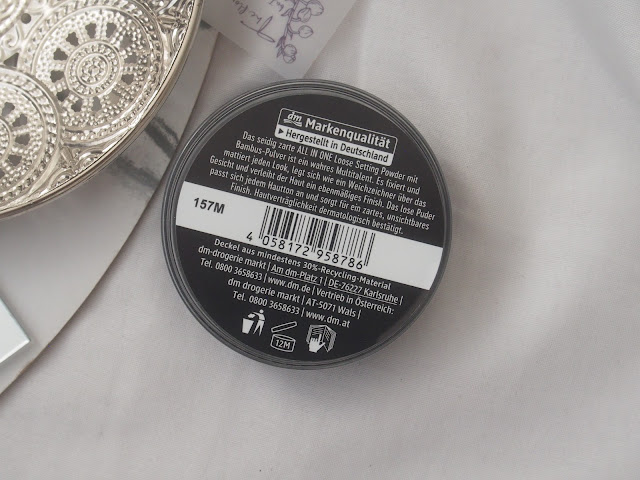 dm Markenqualität
▸ Hergestellt in Deutschland
Das seidig zarte ALL IN ONE Loose Setting Powder mit
Bambus-Pulver ist ein wahres Multitalent. Es fixiert und
mattiert jeden Look, legt sich wie ein Weichzeichner über das
Gesicht und verleiht der Haut ein ebenmäßiges Finish. Das lose Puder
passt sich jedem Hautton an und sorgt für ein zartes, unsichtbares
Finish. Hautverträglichkeit dermatologisch bestätigt.
157M
4 058172 958786
Deckel aus mindestens 30%-Recycling-Material
dm-drogerie markt | Am dm-Platz 1 | DE-76227 Karlsruhe |
Tel. 0800 3658633 | www.dm.de | Vertrieb in Österreich:
dm drogerie markt | AT-5071 Wals |
Tel. 0800 3658633 | www.dm.at
12M